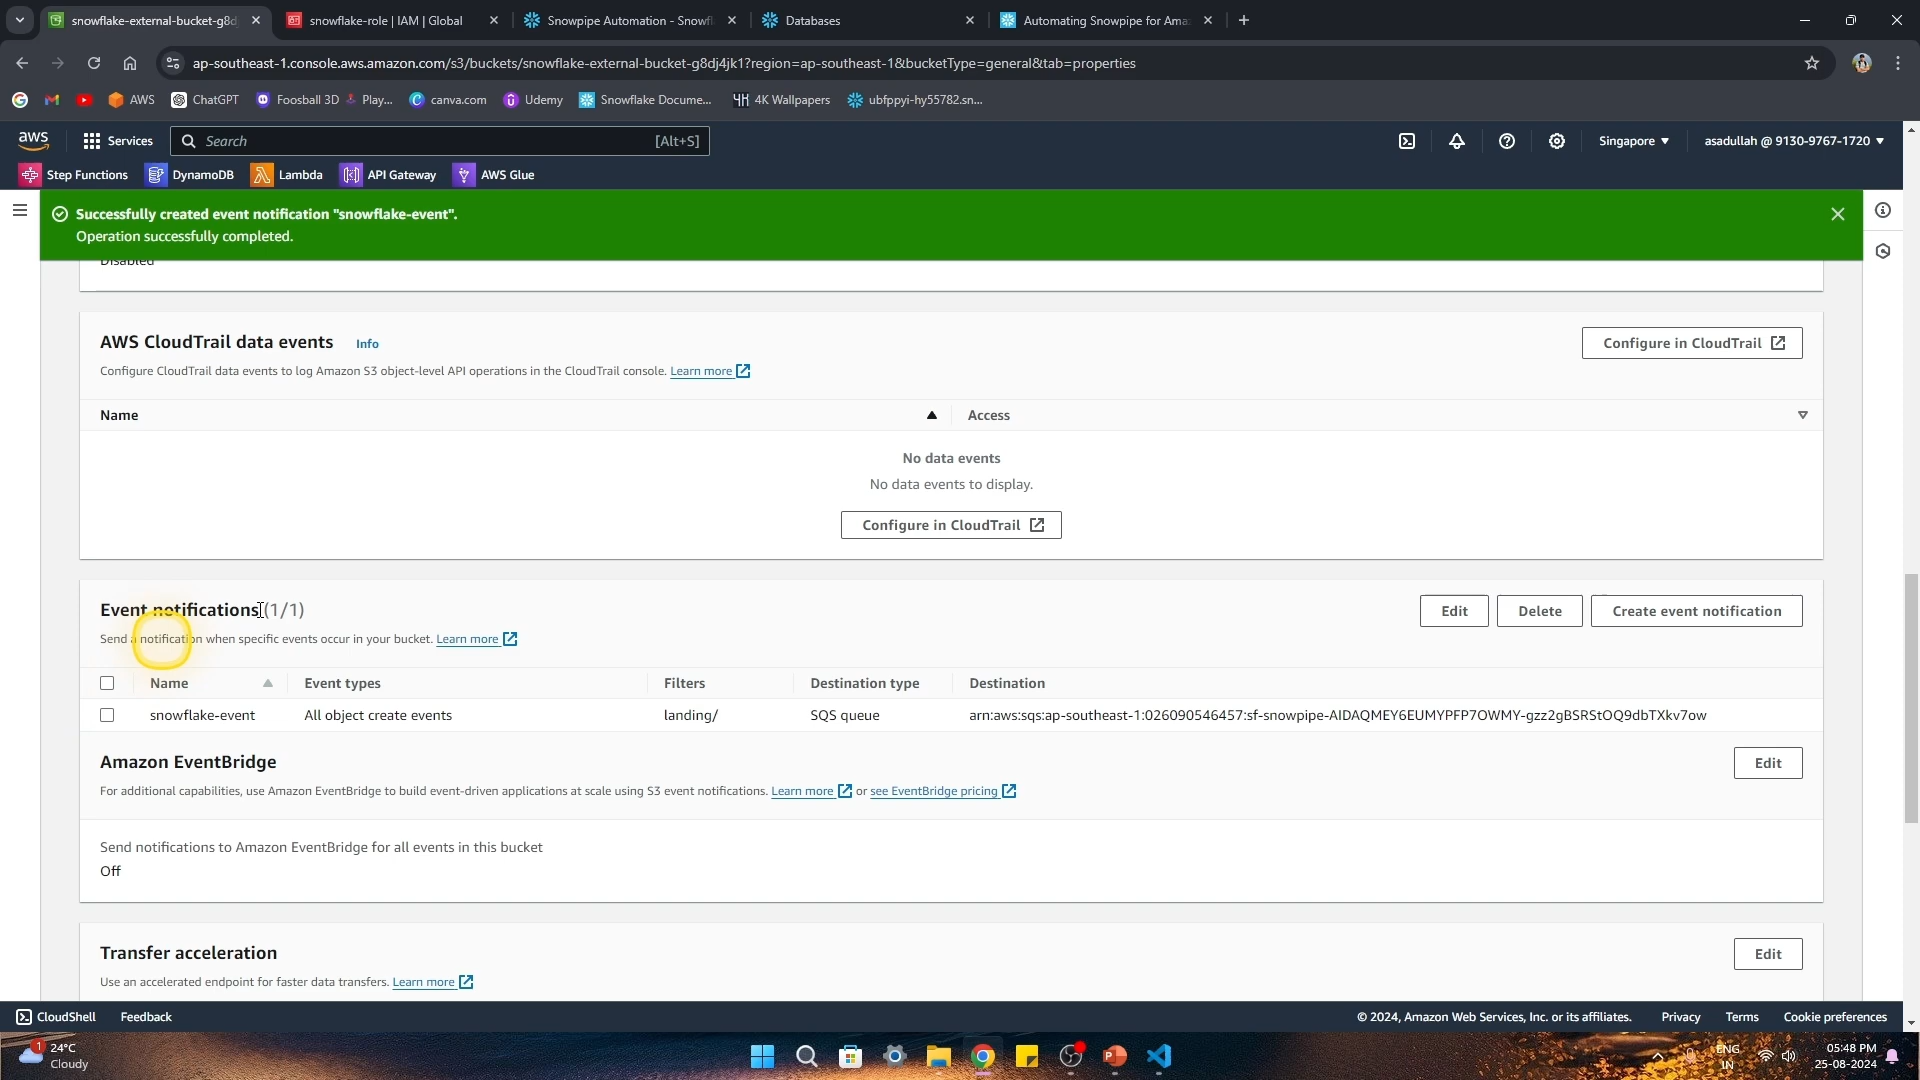 snowflake-external-bucket-g8d
snowflake-role | IAM | Global
Snowpipe Automation - Snowfl
Databases
Automating Snowpipe for Ama
ap-southeast-1.console.aws.amazon.com/s3/buckets/snowflake-external-bucket-g8dj4jk1?region=ap-southeast-1&bucketType=general&tab=properties
AWS
ChatGPT
Foosball 3D
Play...
canva.com
Udemy
Snowflake Docume...
4K Wallpapers
ubfppyi-hy55782.sn...
aws
Services
Search
[Alt+S]
Singapore
asadullah @ 9130-9767-1720
Step Functions
DynamoDB
Lambda
API Gateway
AWS Glue
Successfully created event notification "snowflake-event".
Operation successfully completed.
Disabled
AWS CloudTrail data events
Info
Configure in CloudTrail
Configure CloudTrail data events to log Amazon S3 object-level API operations in the CloudTrail console. Learn more
Name
Access
No data events
No data events to display.
Configure in CloudTrail
Event notifications (1/1)
Edit
Delete
Create event notification
Send a notification when specific events occur in your bucket. Learn more
Name
Event types
Filters
Destination type
Destination
snowflake-event
All object create events
landing/
SQS queue
arn:aws:sqs:ap-southeast-1:026090546457:sf-snowpipe-AIDAQMEY6EUMYPFP7OWMY-gzz2gBSRStOQ9dbTXkv7ow
Amazon EventBridge
Edit
For additional capabilities, use Amazon EventBridge to build event-driven applications at scale using S3 event notifications. Learn more or see EventBridge pricing
Send notifications to Amazon EventBridge for all events in this bucket
Off
Transfer acceleration
Edit
Use an accelerated endpoint for faster data transfers. Learn more
CloudShell
Feedback
© 2024, Amazon Web Services, Inc. or its affiliates.
Privacy
Terms
Cookie preferences
1
24°C
Cloudy
ENG
IN
05:48 PM
25-08-2024